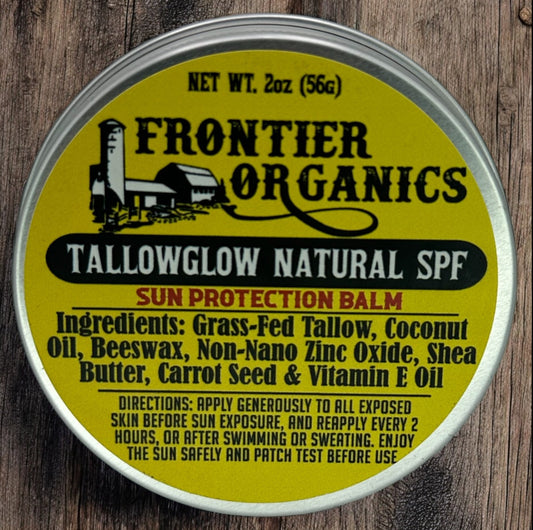 NET WT. 2oz (56G)
FRONTIER
ORGANICS
TALLOWGLOW NATURAL SPF
SUN PROTECTION BALM
Ingredients: Grass-Fed Tallow, Coconut
Oil, Beeswax, Non-Nano Zinc Oxide, Shea
Butter, Carrot Seed & Vitamin E Oil
DIRECTIONS: APPLY GENEROUSLY TO ALL EXPOSED
SKIN BEFORE SUN EXPOSURE, AND REAPPLY EVERY 2
HOURS, OR AFTER SWIMMING OR SWEATING. ENJOY
THE SUN SAFELY AND PATCH TEST BEFORE USE